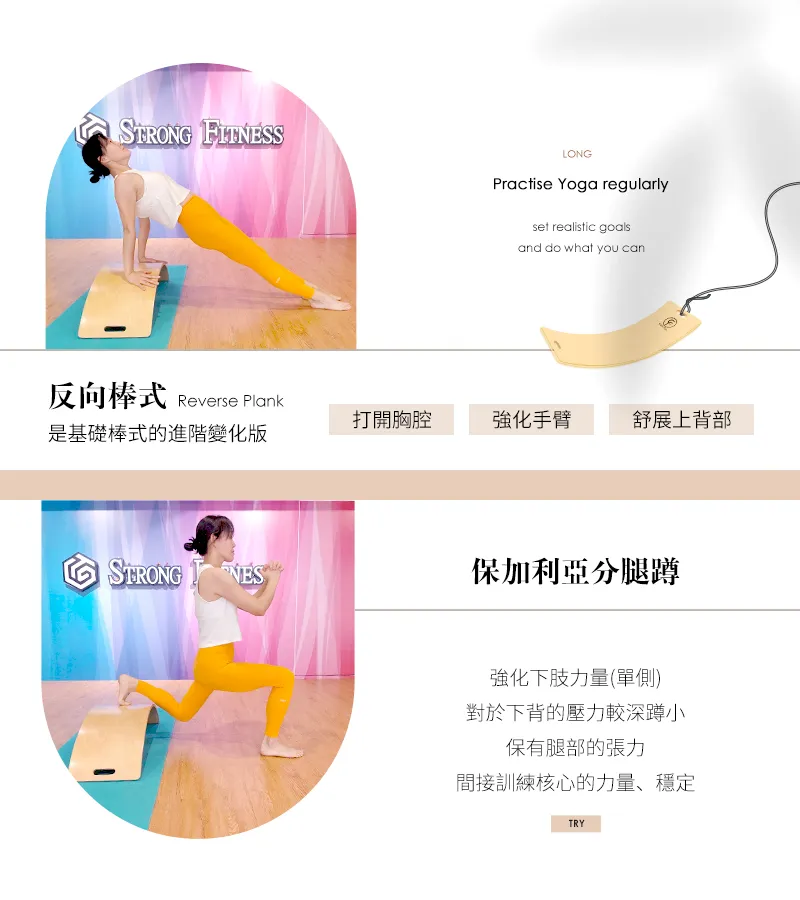 STRONG FITNESS
LONG
Practise Yoga regularly
set realistic goals
and do what you can
反向棒式 Reverse Plank
是基礎棒式的進階變化版
打開胸腔
強化手臂
舒展上背部
STRONG F NESS
保加利亞分腿蹲
強化下肢力量(單側)
對於下背的壓力較深蹲小
保有腿部的張力
間接訓練核心的力量、穩定
TRY